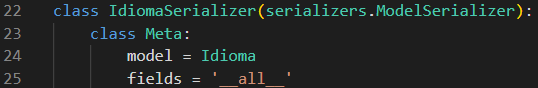 22 class IdiomaSerializer(serializers.ModelSerializer):
23     class Meta:
24         model = Idioma
25         fields = '__all__'